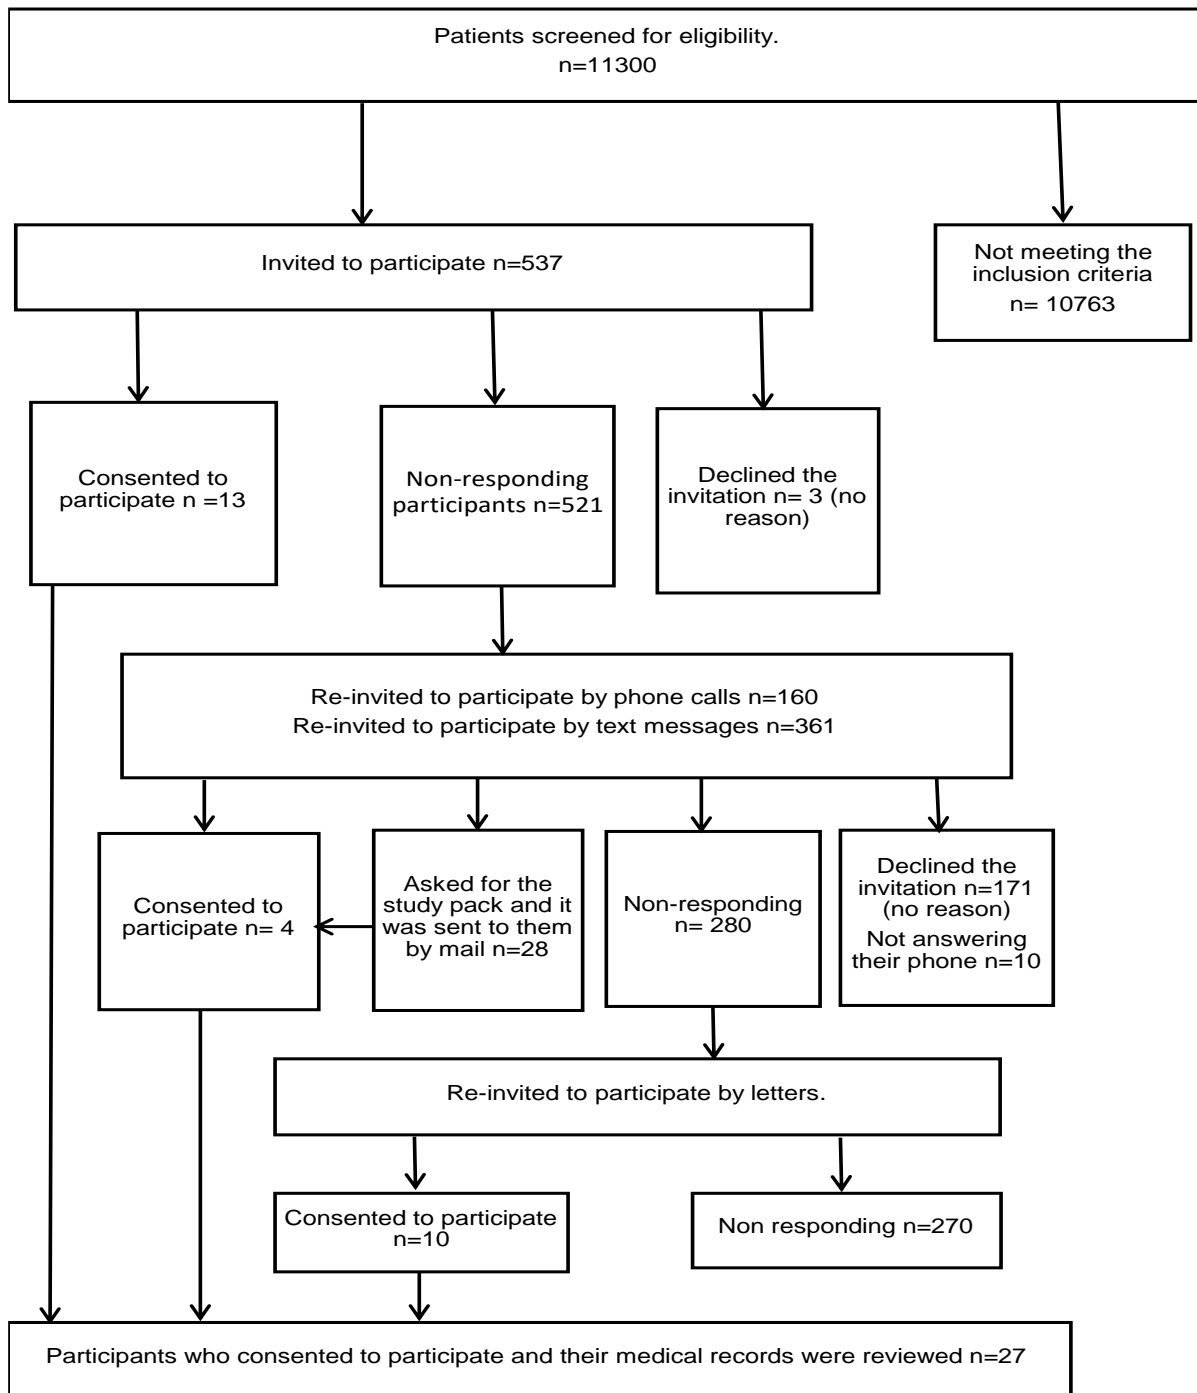 Patients screened for eligibility.
n=11300
Invited to participate n=537
Not meeting the
inclusion criteria
n= 10763
Consented to
participate n =13
Non-responding
participants n=521
Declined the
invitation n= 3 (no
reason)
Re-invited to participate by phone calls n=160
Re-invited to participate by text messages n=361
Consented to
participate n= 4
Asked for the
study pack and it
was sent to them
by mail n=28
Non-responding
n= 280
Declined the
invitation n=171
(no reason)
Not answering
their phone n=10
Re-invited to participate by letters.
Consented to participate
n=10
Non responding n=270
Participants who consented to participate and their medical records were reviewed n=27